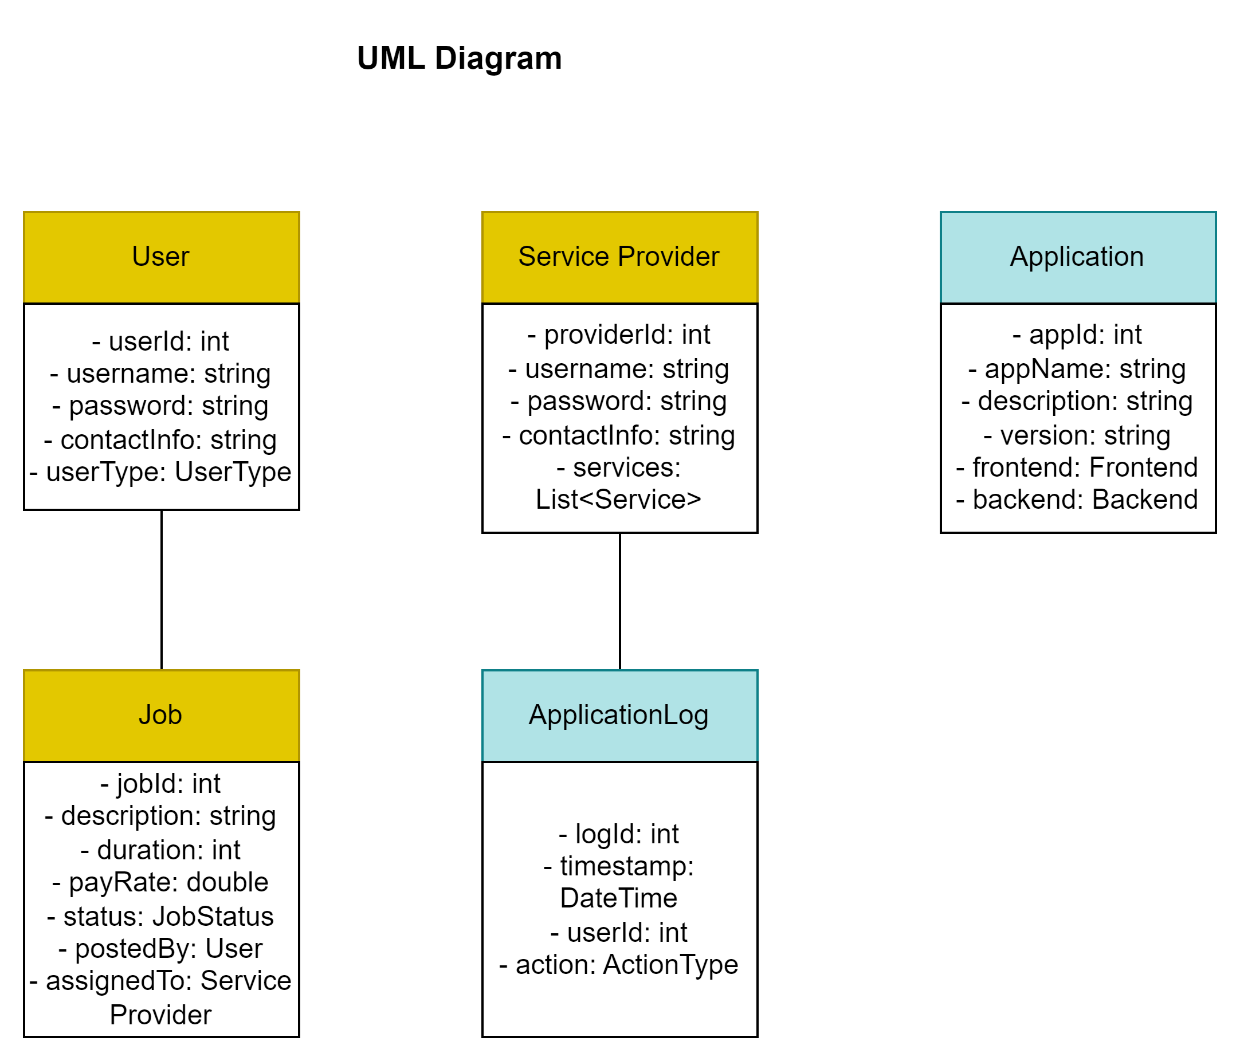 UML Diagram
User
- userId: int
- username: string
- password: string
- contactInfo: string
- userType: UserType
Service Provider
- providerId: int
- username: string
- password: string
- contactInfo: string
- services:
List<Service>
Application
- appId: int
- appName: string
- description: string
- version: string
- frontend: Frontend
- backend: Backend
Job
- jobId: int
- description: string
- duration: int
- payRate: double
- status: JobStatus
- postedBy: User
- assignedTo: Service
Provider
ApplicationLog
- logId: int
- timestamp:
DateTime
- userId: int
- action: ActionType